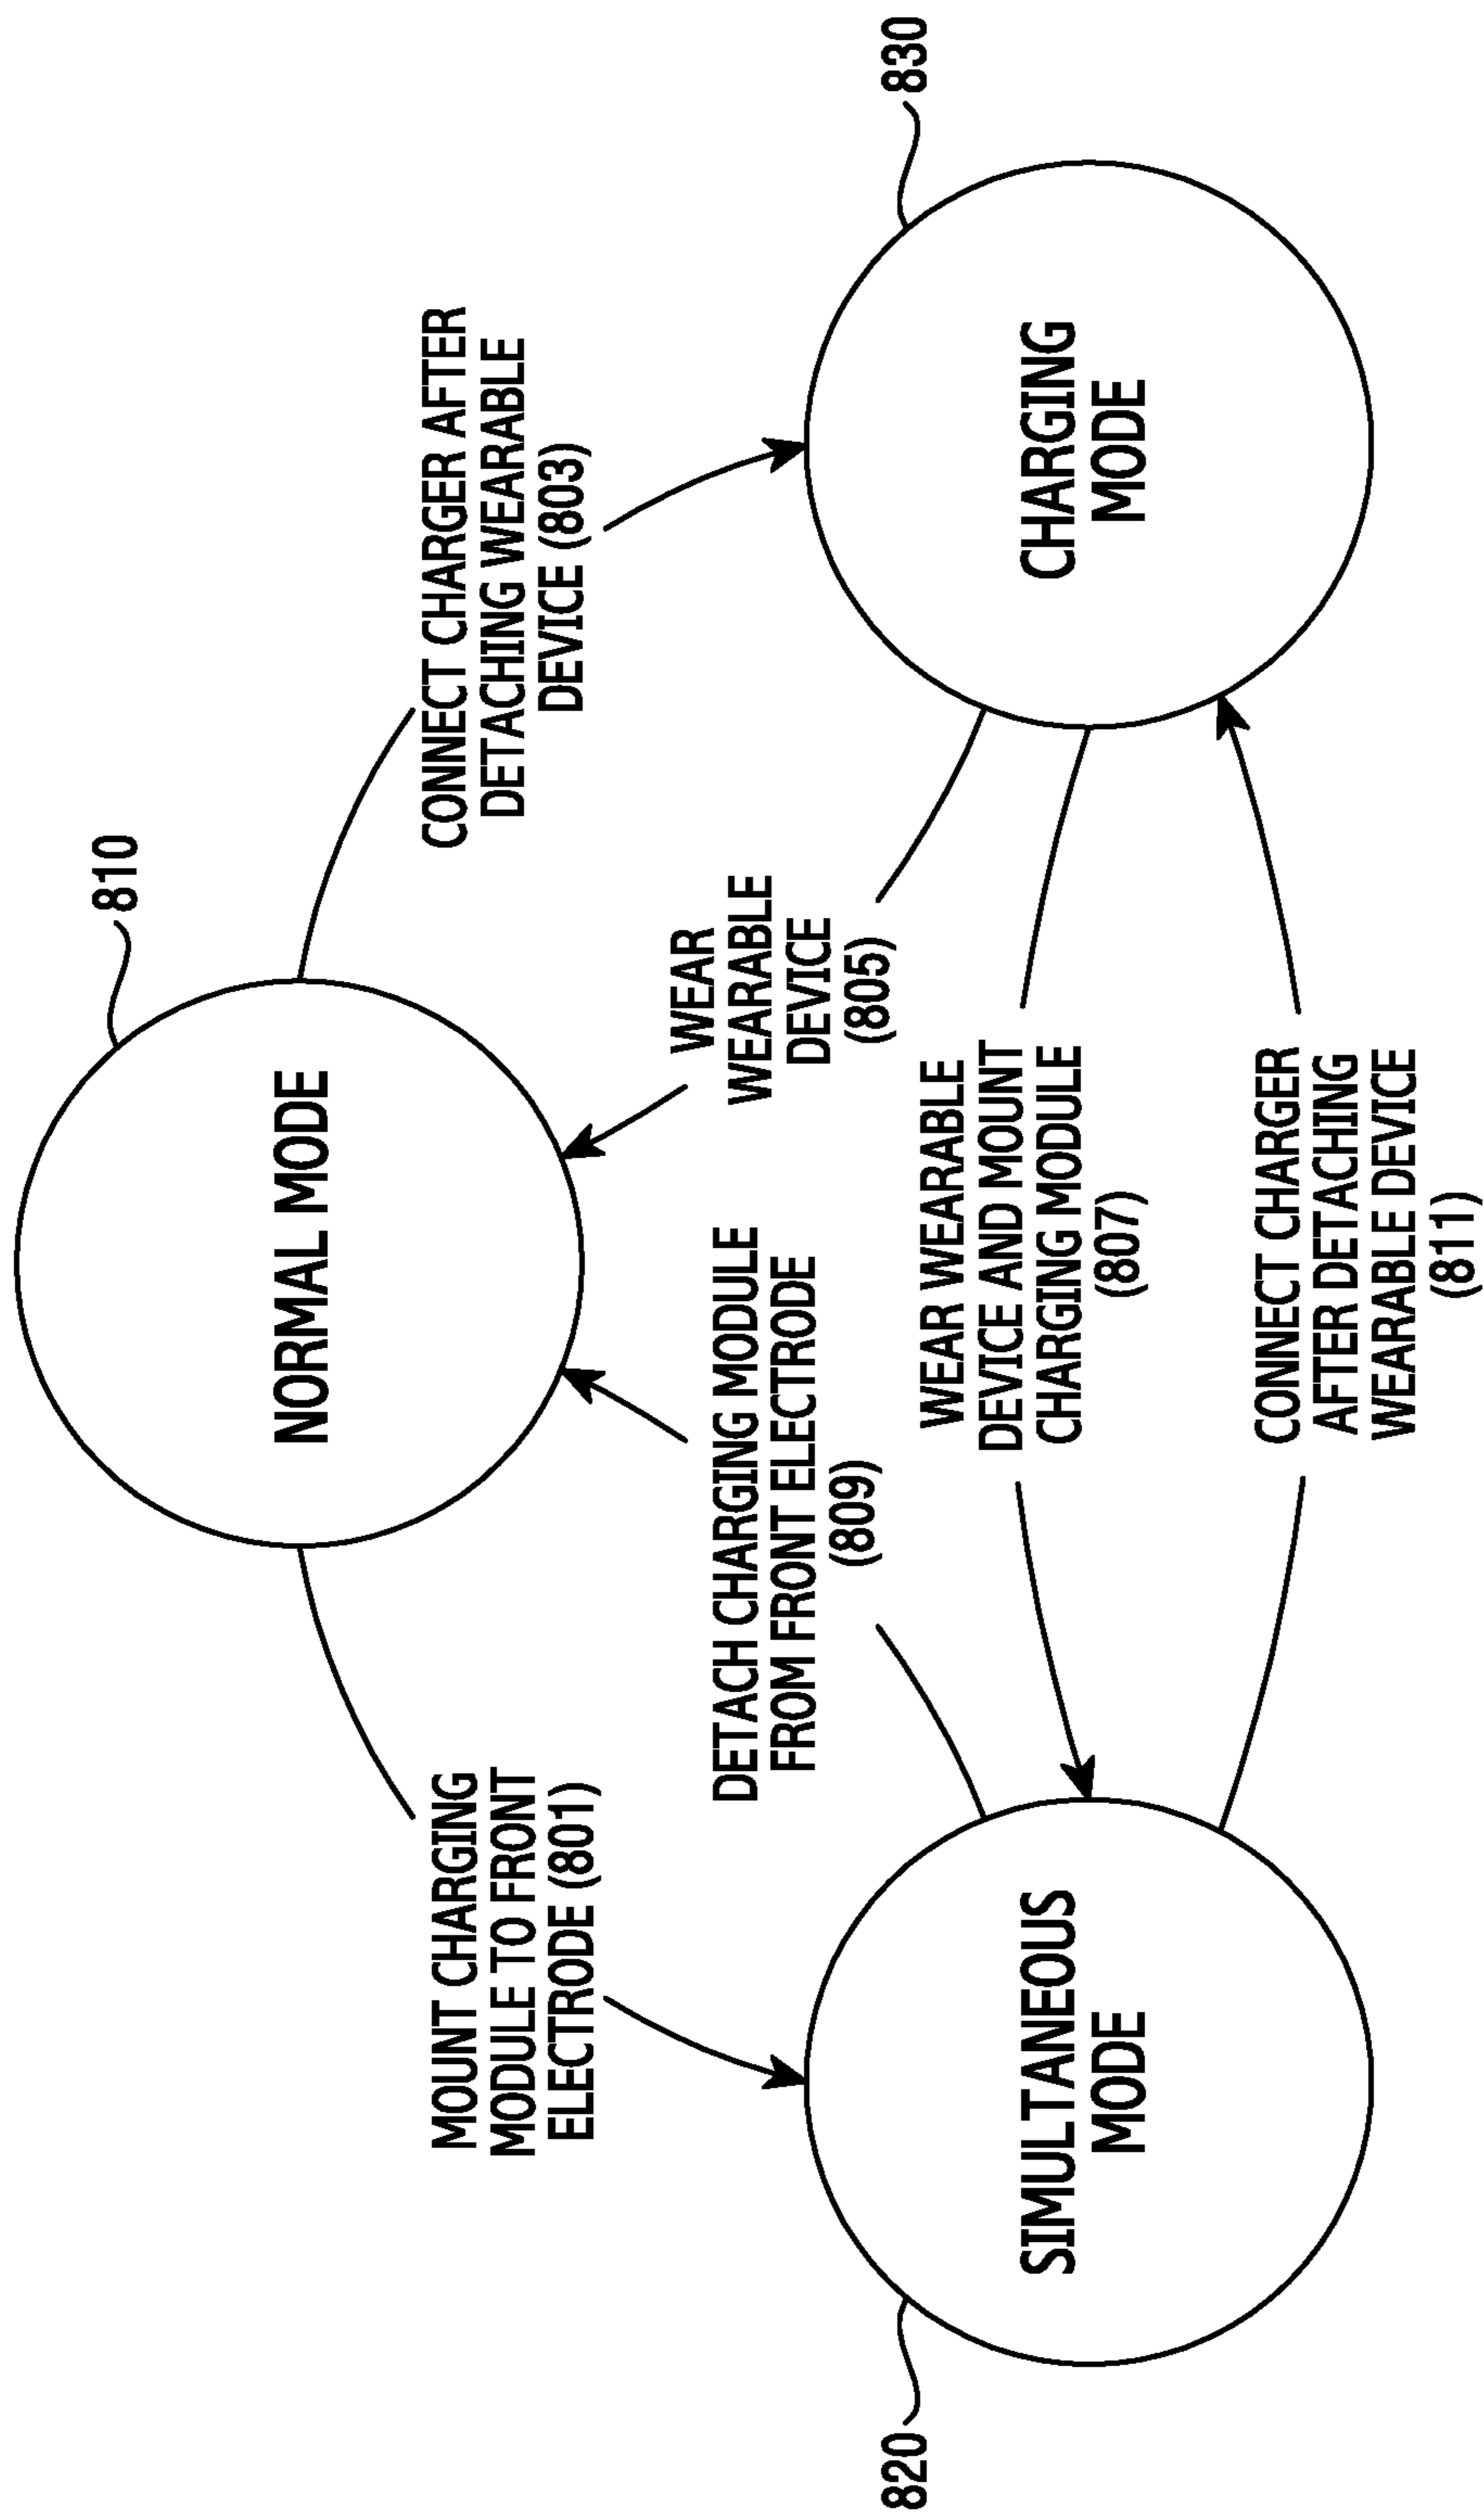 810
NORMAL MODE
MOUNT CHARGING
MODULE TO FRONT
ELECTRODE (801)
CONNECT CHARGER AFTER
DETACHING WEARABLE
DEVICE (803)
DETACH CHARGING MODULE
FROM FRONT ELECTRODE
(809)
WEAR
WEARABLE
DEVICE
(805)
820
SIMULTANEOUS
MODE
WEAR WEARABLE
DEVICE AND MOUNT
CHARGING MODULE
(807)
830
CHARGING
MODE
CONNECT CHARGER
AFTER DETACHING
WEARABLE DEVICE
(811)